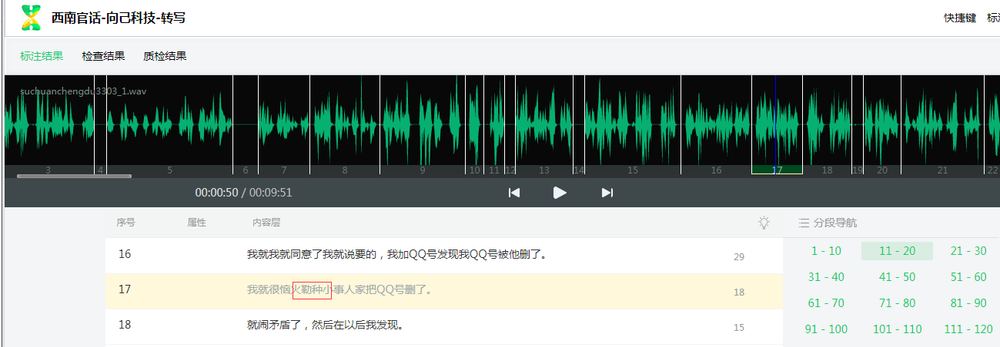 西南官话-向己科技-转写
快捷键 标注
标注结果 检查结果 质检结果
suchuanchengdu3303_1.wav
3 4 5 6 7 8 9 10 11 12 13 14 15 16 17 18 19 20 21 22
00:00:50 / 00:09:51
序号 属性 内容层
分段导航
16 我就我就同意了我就说要的，我加QQ号发现我QQ号被他删了。 29
17 我就很恼火勒种小事人家把QQ号删了。 18
18 就闹矛盾了，然后在以后我发现。 15
1 - 10 11 - 20 21 - 30
31 - 40 41 - 50 51 - 60
61 - 70 71 - 80 81 - 90
91 - 100 101 - 110 111 - 120